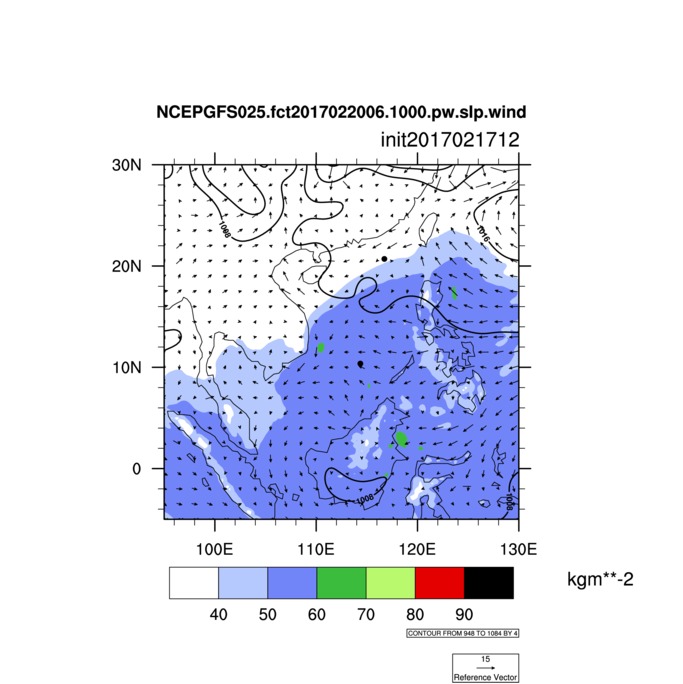 NCEPGFS025.fct2017022006.1000.pw.slp.wind
init2017021712
30N
1008
1016
20N
10N
0
1008
1008
100E 110E 120E 130E
kgm**-2
40 50 60 70 80 90
CONTOUR FROM 948 TO 1084 BY 4
15
Reference Vector